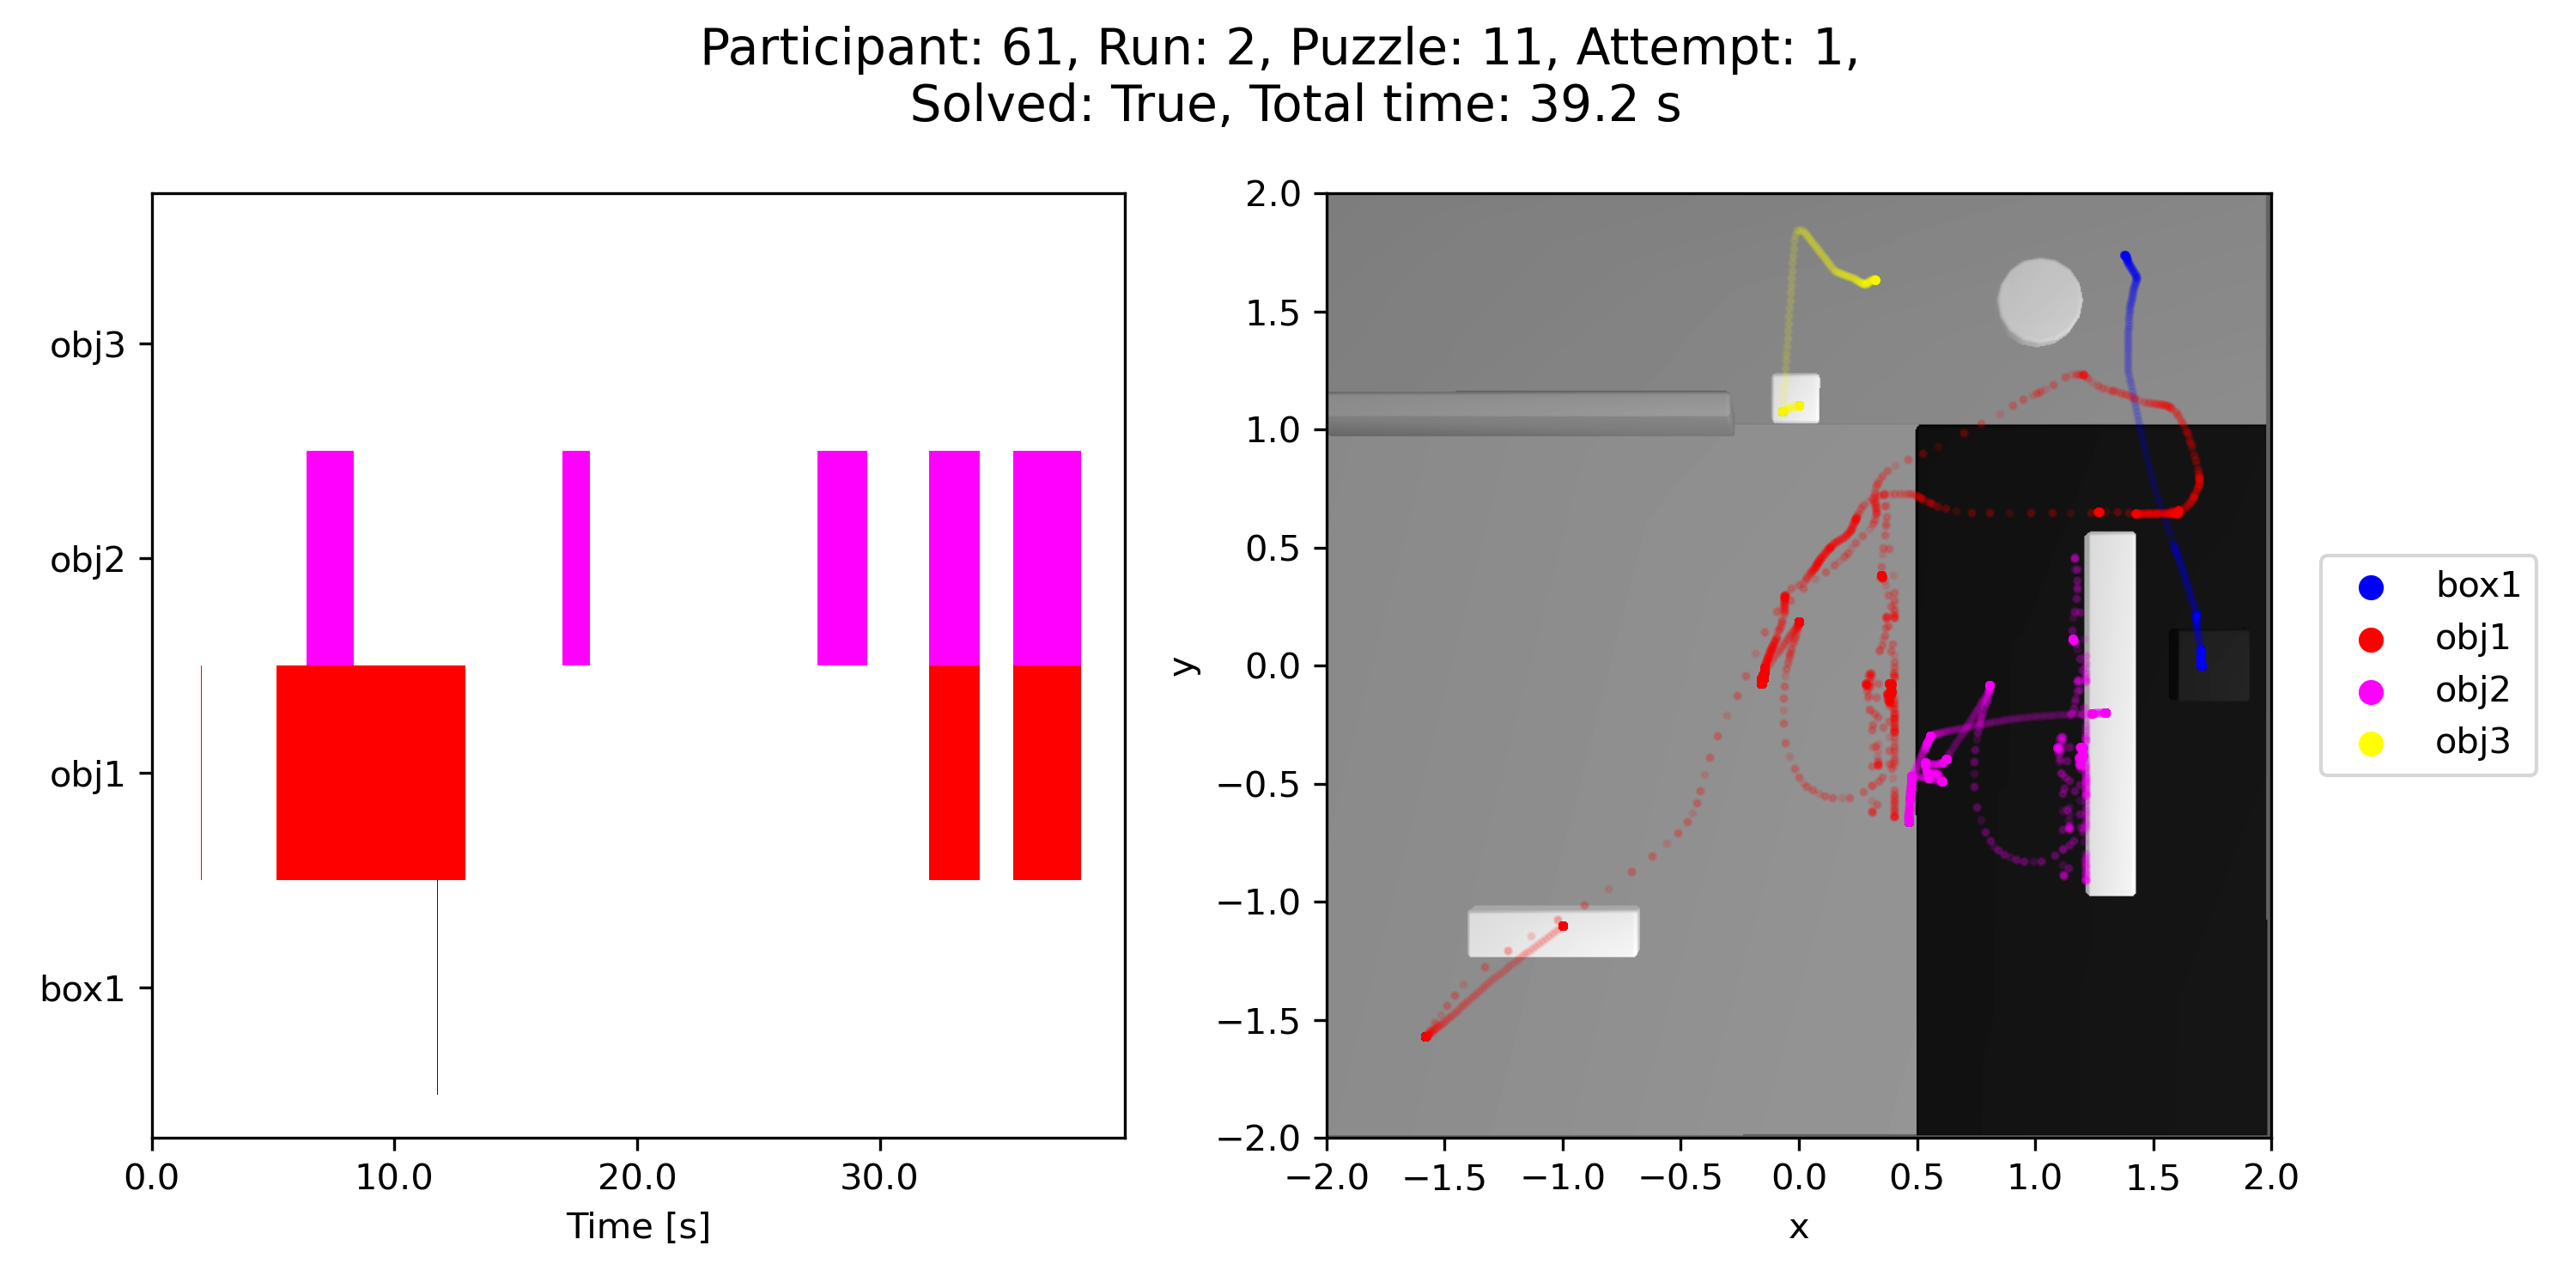 Participant: 61, Run: 2, Puzzle: 11, Attempt: 1,
Solved: True, Total time: 39.2 s
obj3
obj2
obj1
box1
0.0 10.0 20.0 30.0
Time [s]
2.0
1.5
1.0
0.5
0.0
−0.5
−1.0
−1.5
−2.0
y
−2.0 −1.5 −1.0 −0.5 0.0 0.5 1.0 1.5 2.0
x
box1
obj1
obj2
obj3